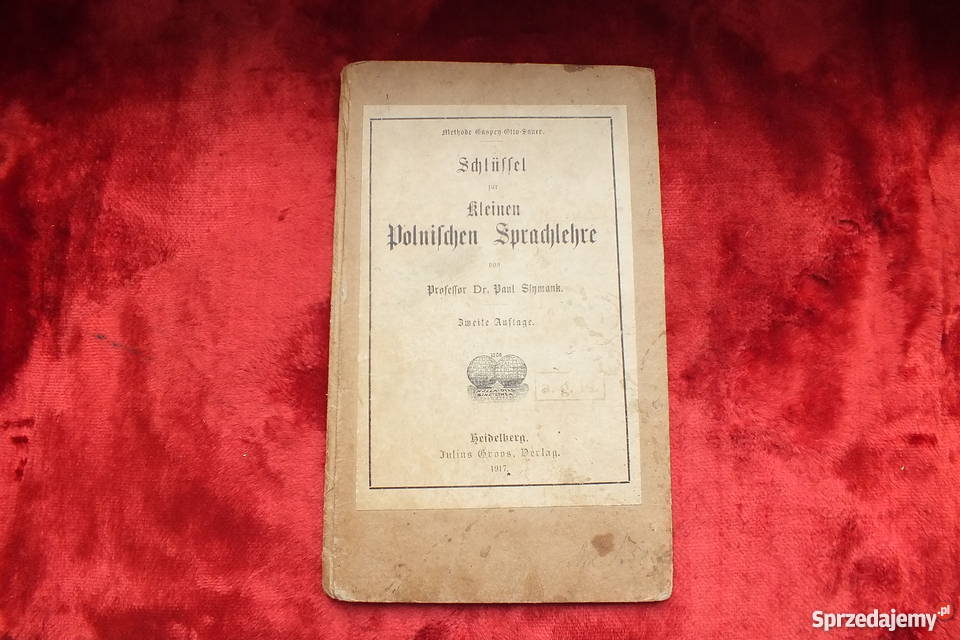 Methode Gaspey-Otto-Sauer.
Schlüssel
zur
Kleinen
Polnischen Sprachlehre
von
Professor Dr. Paul Ssymank.
Zweite Auflage.
Heidelberg.
Julius Groos, Verlag.
1917.
Sprzedajemy.pl